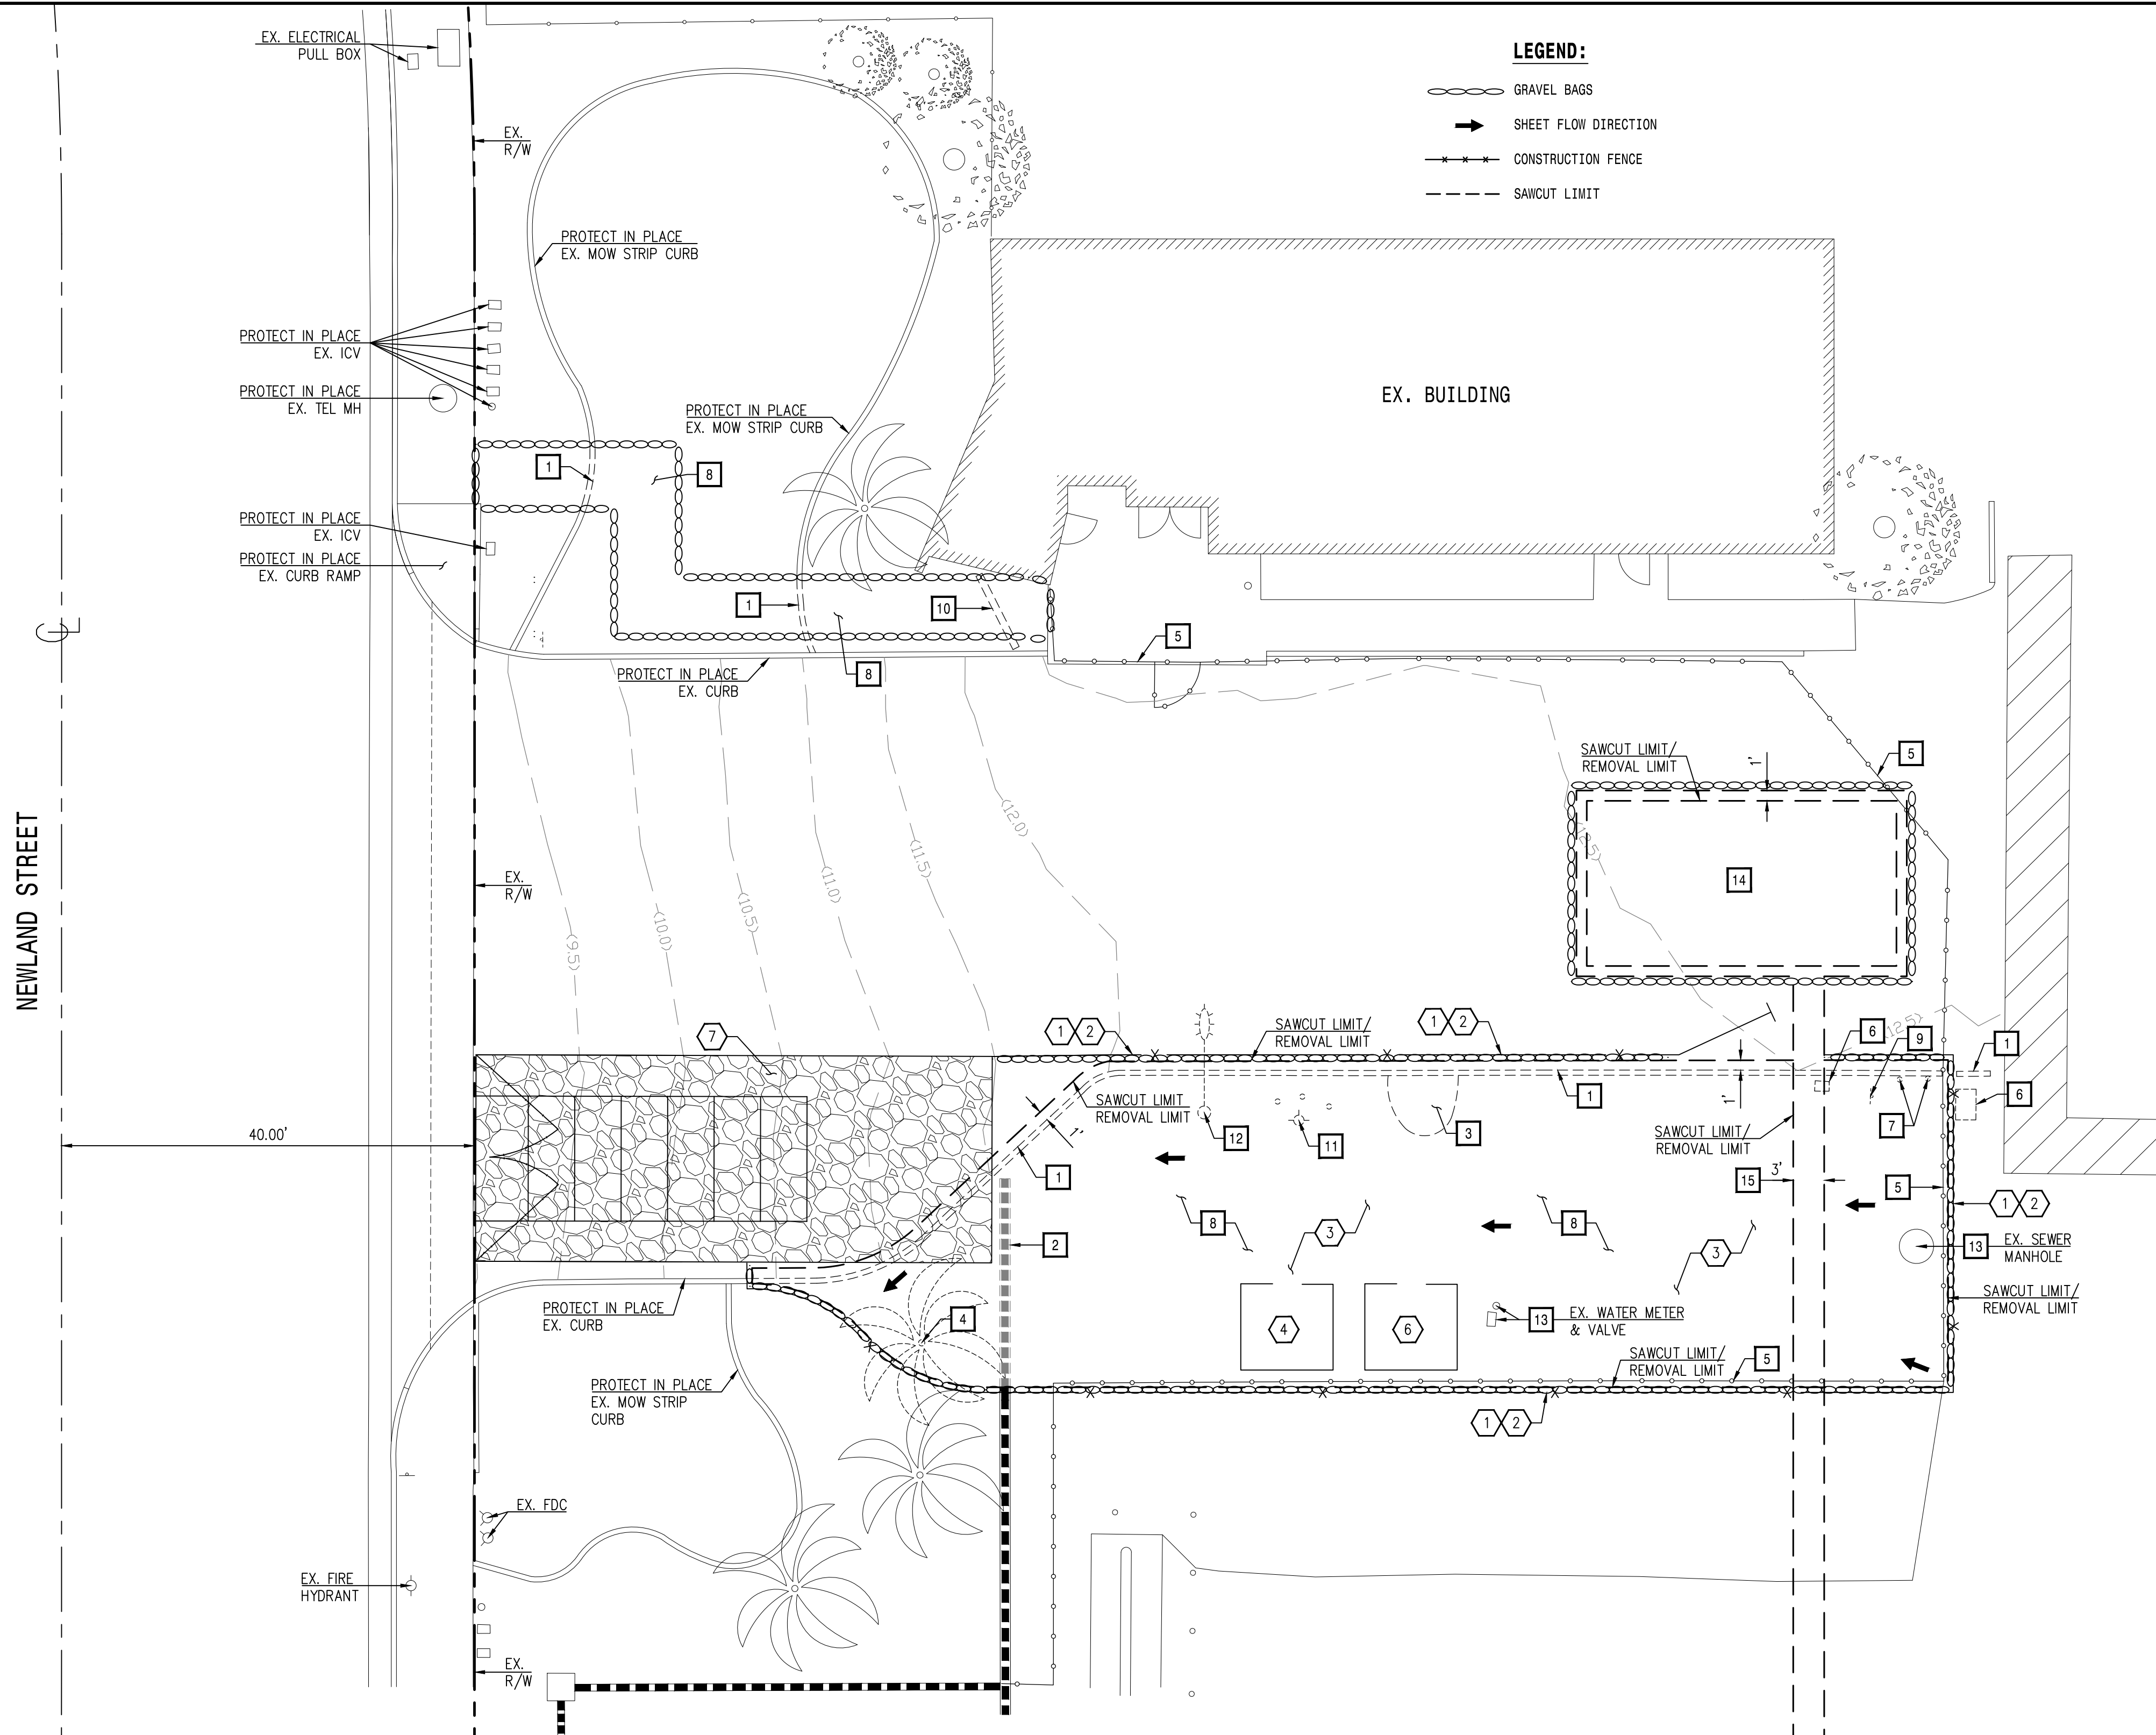 LEGEND:
GRAVEL BAGS
SHEET FLOW DIRECTION
CONSTRUCTION FENCE
SAWCUT LIMIT
EX. ELECTRICAL
PULL BOX
EX.
R/W
PROTECT IN PLACE
EX. MOW STRIP CURB
PROTECT IN PLACE
EX. ICV
PROTECT IN PLACE
EX. TEL MH
PROTECT IN PLACE
EX. MOW STRIP CURB
EX. BUILDING
1
8
PROTECT IN PLACE
EX. ICV
PROTECT IN PLACE
EX. CURB RAMP
1
10
5
8
PROTECT IN PLACE
EX. CURB
NEWLAND STREET
EX.
R/W
(9.5)
(10.0)
(10.5)
(11.0)
(11.5)
(12.0)
(12.5)
SAWCUT LIMIT/
REMOVAL LIMIT
1'
5
14
7
1 2
SAWCUT LIMIT/
REMOVAL LIMIT
1 2
6
9
(12.5)
1
40.00'
SAWCUT LIMIT
REMOVAL LIMIT
1'
1
12
11
3
1
1'
SAWCUT LIMIT/
REMOVAL LIMIT
7
6
15
3'
5
1 2
2
8
3
8
3
13
EX. SEWER
MANHOLE
SAWCUT LIMIT/
REMOVAL LIMIT
PROTECT IN PLACE
EX. CURB
4
4
6
13
EX. WATER METER
& VALVE
SAWCUT LIMIT/
REMOVAL LIMIT
5
PROTECT IN PLACE
EX. MOW STRIP
CURB
1 2
EX. FDC
EX. FIRE
HYDRANT
EX.
R/W